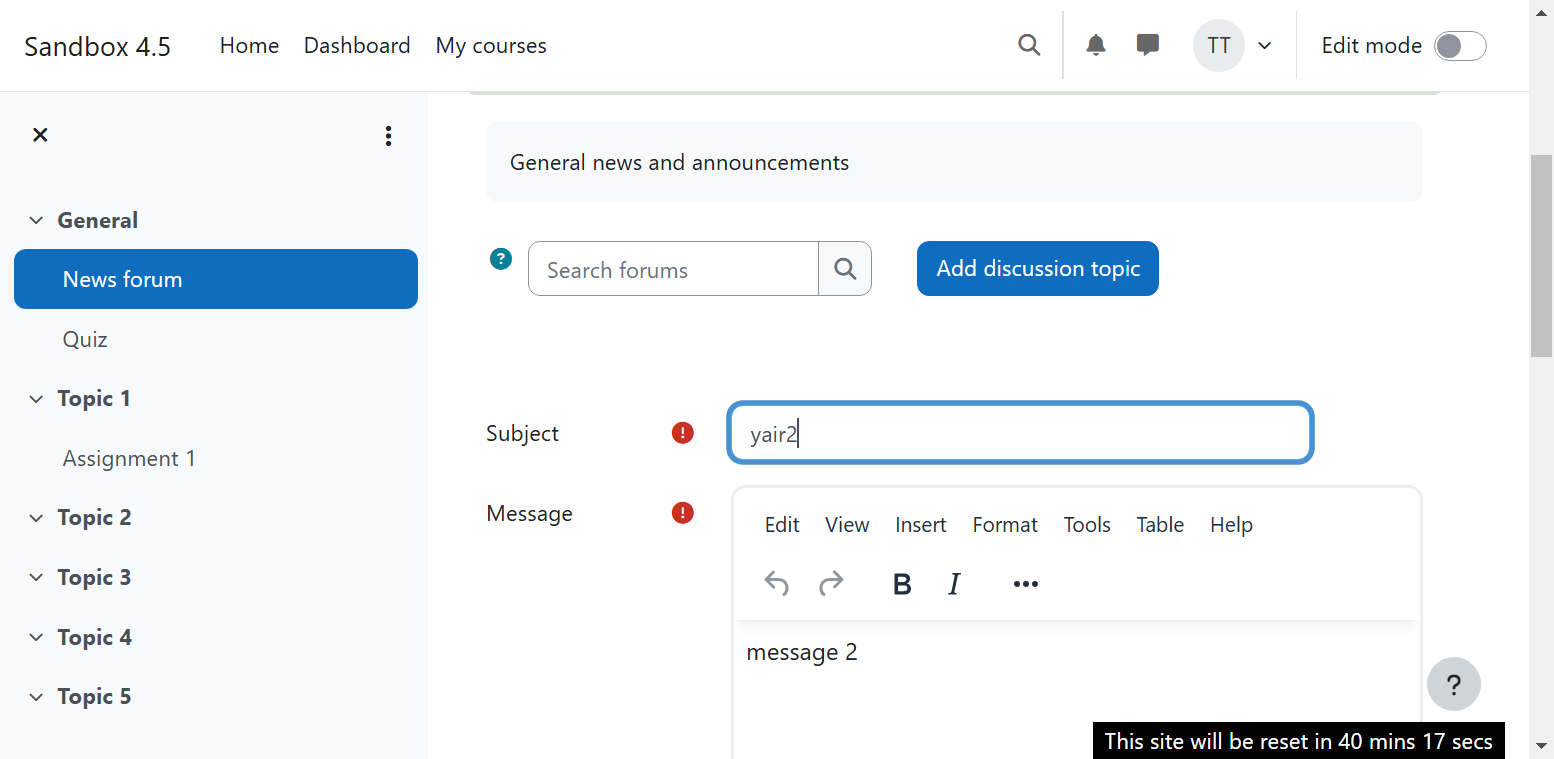 Sandbox 4.5 Home Dashboard My courses TT Edit mode
General
News forum
Quiz
Topic 1
Assignment 1
Topic 2
Topic 3
Topic 4
Topic 5
General news and announcements
? Search forums Add discussion topic
Subject ! yair2
Message !
Edit View Insert Format Tools Table Help
B I
message 2
?
This site will be reset in 40 mins 17 secs